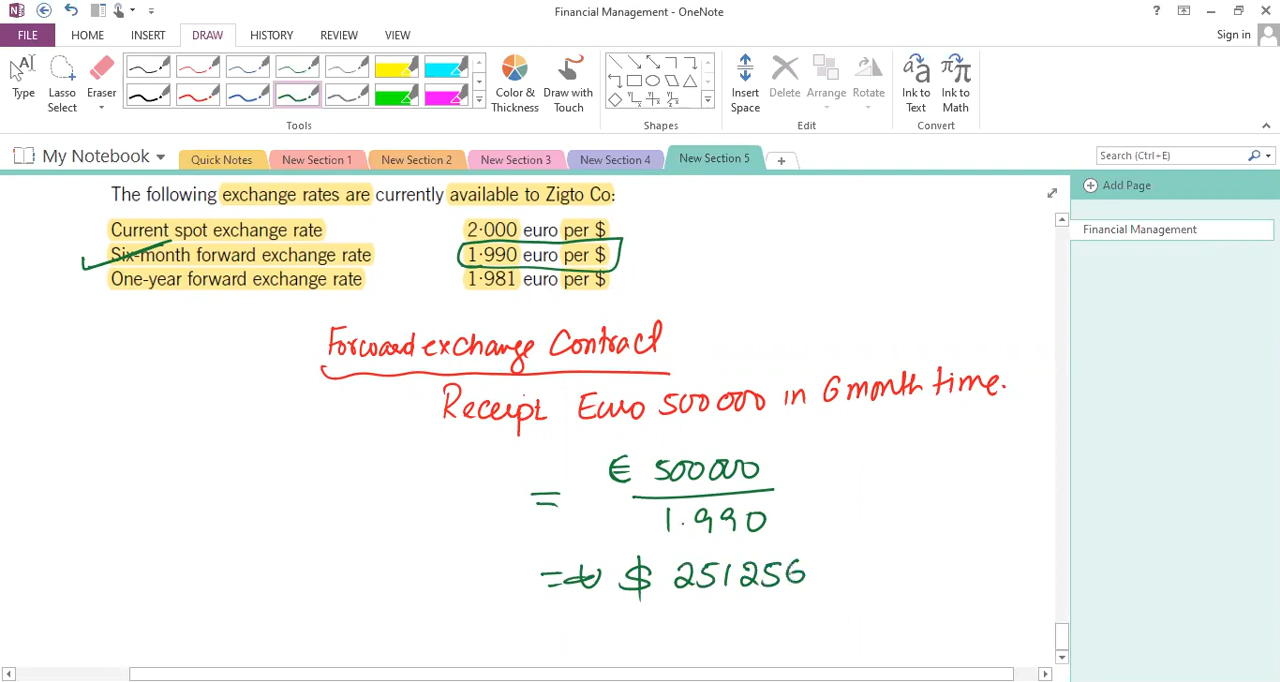 Financial Management - OneNote
?
FILE HOME INSERT DRAW HISTORY REVIEW VIEW
Sign in
Type
Lasso Select
Eraser
Color & Thickness
Draw with Touch
Insert Space
Delete Arrange Rotate
Ink to Text
Ink to Math
Tools Shapes Edit Convert
My Notebook Quick Notes New Section 1 New Section 2 New Section 3 New Section 4 New Section 5
Search (Ctrl+E)
Add Page
Financial Management
The following exchange rates are currently available to Zigto Co:
Current spot exchange rate 2·000 euro per $
Six-month forward exchange rate 1·990 euro per $
One-year forward exchange rate 1·981 euro per $
Forward exchange Contract
Receipt Euro 500000 in 6 month time.
= € 500000
1.990
= $ 251256